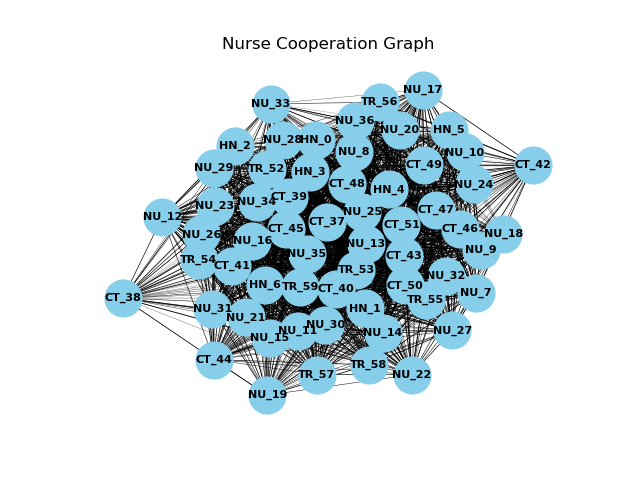 Nurse Cooperation Graph
NU_17
TR_56
NU_33
NU_36
NU_20
HN_5
NU_28
HN_0
HN_2
NU_8
NU_10
CT_49
CT_42
NU_29
TR_52
HN_3
CT_48
HN_4
NU_24
CT_39
NU_34
NU_23
NU_25
CT_47
NU_12
CT_37
CT_51
CT_45
CT_46
NU_18
NU_26
NU_16
NU_13
NU_9
NU_35
CT_43
TR_54
CT_41
TR_53
NU_32
HN_6
TR_59
CT_40
CT_50
NU_7
CT_38
TR_55
NU_31
HN_1
NU_21
NU_30
NU_11
NU_27
NU_14
NU_15
CT_44
TR_58
TR_57
NU_22
NU_19